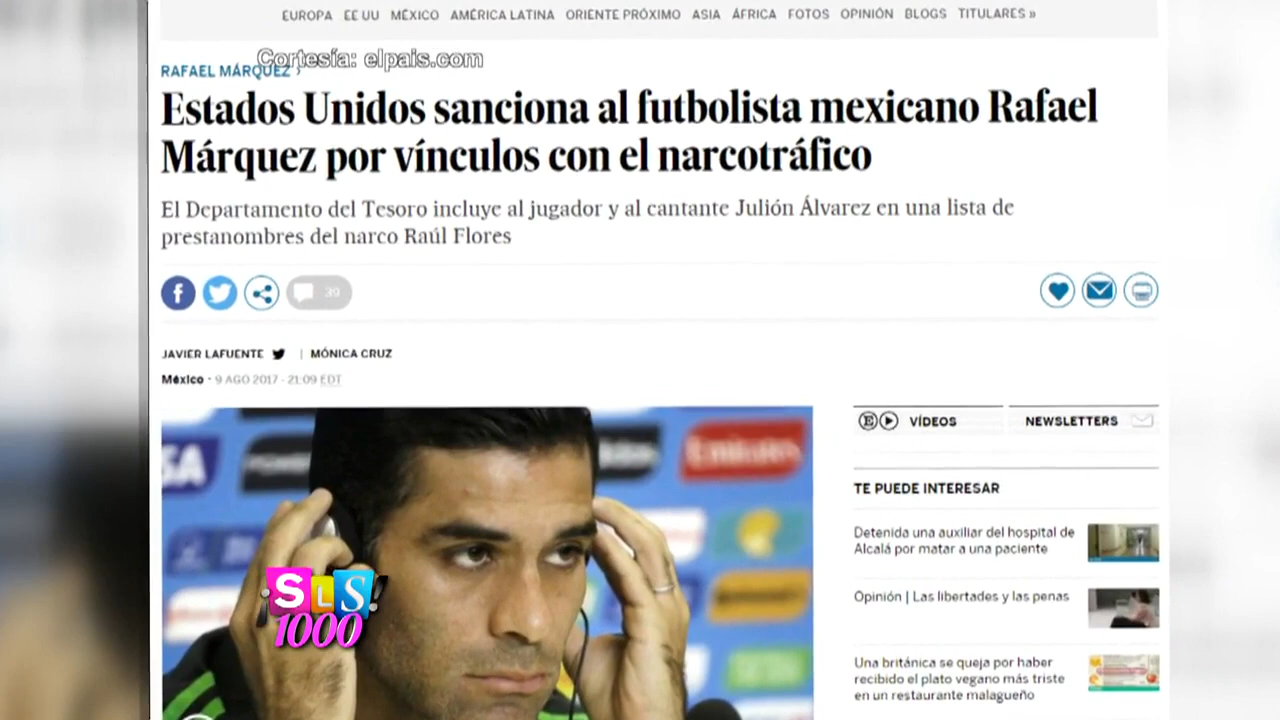 EUROPA EE UU MÉXICO AMÉRICA LATINA ORIENTE PRÓXIMO ASIA ÁFRICA FOTOS OPINIÓN BLOGS TITULARES »
Cortesía: elpais.com
RAFAEL MÁRQUEZ ›
Estados Unidos sanciona al futbolista mexicano Rafael
Márquez por vínculos con el narcotráfico
El Departamento del Tesoro incluye al jugador y al cantante Julión Álvarez en una lista de
prestanombres del narco Raúl Flores
39
JAVIER LAFUENTE | MÓNICA CRUZ
México - 9 AGO 2017 - 21:09 EDT
VÍDEOS
NEWSLETTERS
TE PUEDE INTERESAR
Detenida una auxiliar del hospital de
Alcalá por matar a una paciente
Opinión | Las libertades y las penas
Una británica se queja por haber
recibido el plato vegano más triste
en un restaurante malagueño
Emirates
¡SLS!
1000